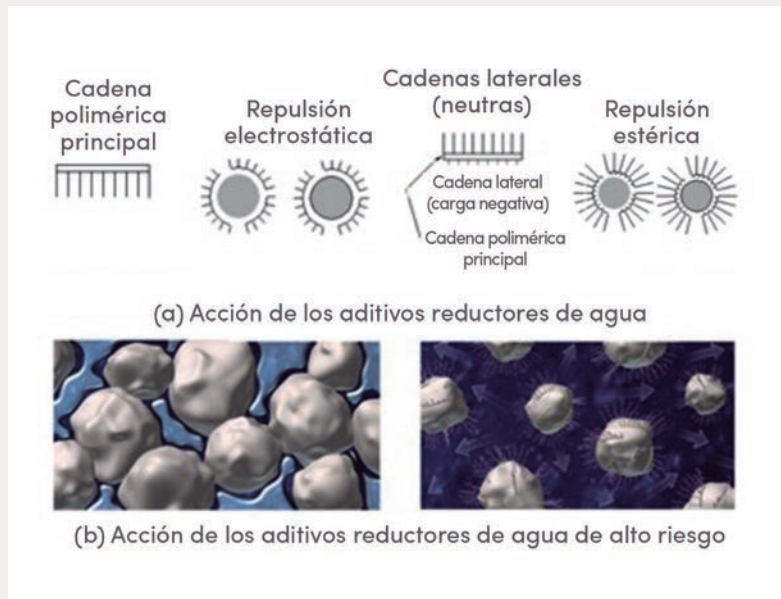 Cadena
polimérica
principal
Repulsión
electrostática
Cadenas laterales
(neutras)
Cadena lateral
(carga negativa)
Cadena polimérica
principal
Repulsión
estérica
(a) Acción de los aditivos reductores de agua
(b) Acción de los aditivos reductores de agua de alto riesgo